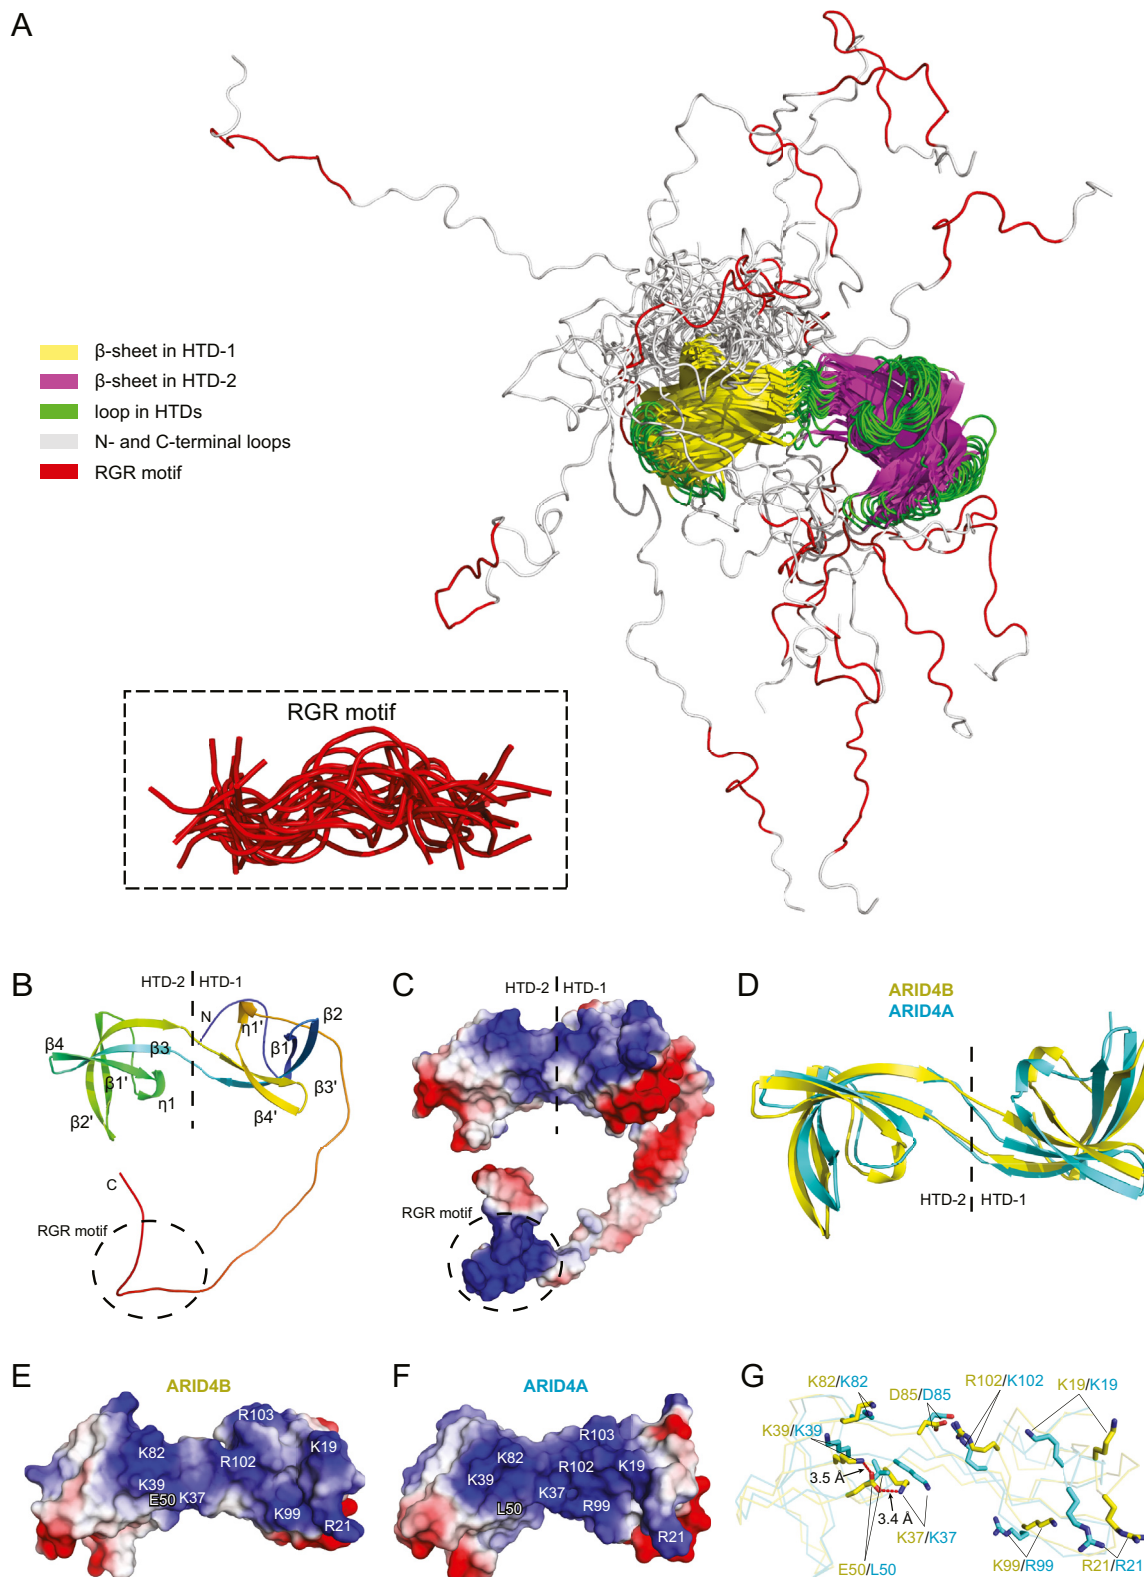 A
β-sheet in HTD-1
β-sheet in HTD-2
loop in HTDs
N- and C-terminal loops
RGR motif
RGR motif
B
HTD-2
HTD-1
N
η1'
β2
β4
β3
β1
β1'
η1
β3'
β2'
β4'
C
RGR motif
C
HTD-2
HTD-1
RGR motif
D
ARID4B
ARID4A
HTD-2
HTD-1
E
ARID4B
R103
K82
K19
R102
K39
E50
K37
K99
R21
F
ARID4A
R103
K82
R102
K19
K39
K37
R99
L50
R21
G
K82/K82
R102/K102
K19/K19
D85/D85
K39/K39
3.5 Å
3.4 Å
K37/K37
E50/L50
K99/R99
R21/R21